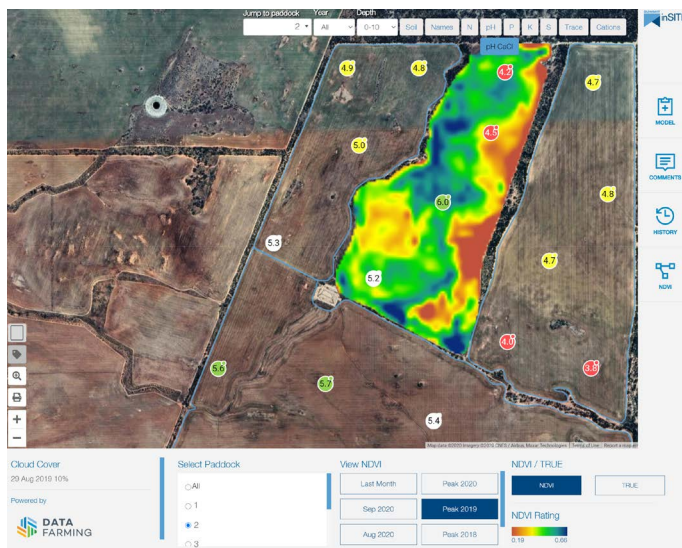 Jump to paddock Year Depth
2 All 0-10 Soil Names N pH P K S Trace Cations
inSITE
pH CaCl
4.9 4.8 4.2 4.7
4.5
5.0
4.8
6.0
5.3
4.7
5.2
4.0
5.6 3.8
5.7
5.4
MODEL
COMMENTS
HISTORY
NDVI
Cloud Cover
29 Aug 2019 10%
Powered by
DATA
FARMING
Select Paddock
All
1
2
3
View NDVI
Last Month Peak 2020
Sep 2020 Peak 2019
Aug 2020 Peak 2018
NDVI / TRUE
NDVI TRUE
NDVI Rating
0.19 0.66